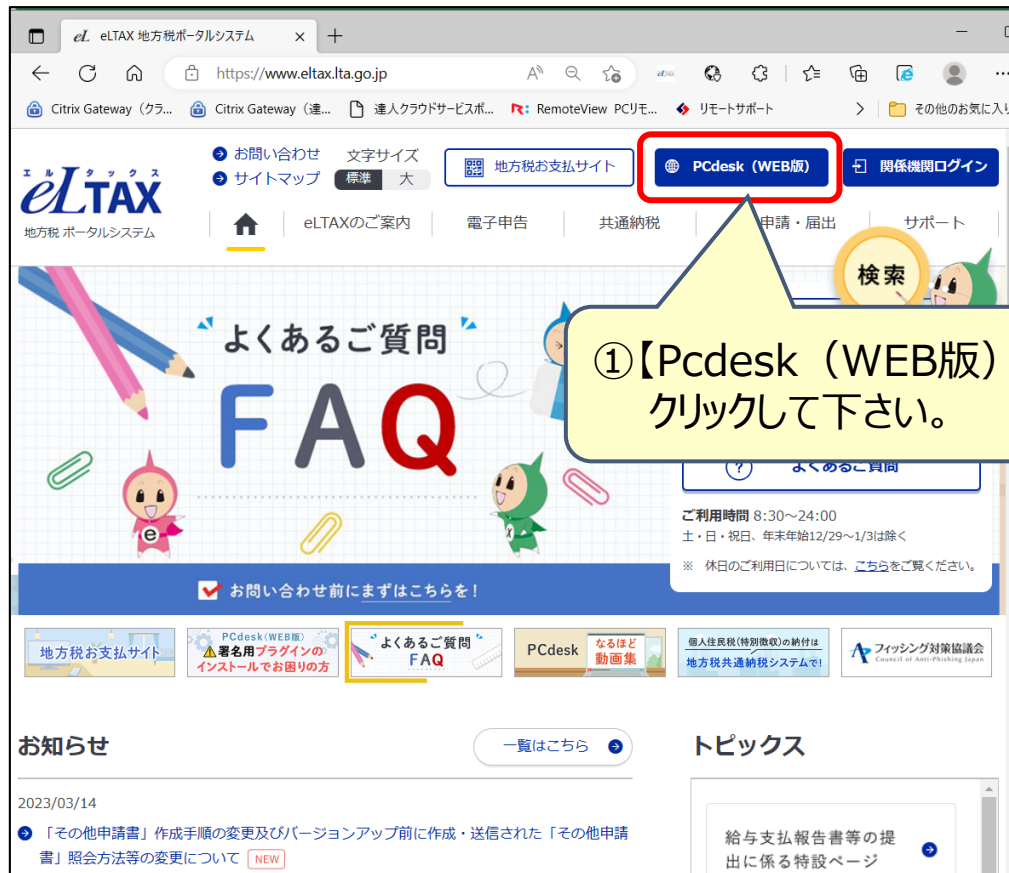 eL eLTAX 地方税ポータルシステム
https://www.eltax.lta.go.jp
Citrix Gateway（クラ...
Citrix Gateway（達...
達人クラウドサービスポ...
RemoteView PCリモ...
リモートサポート
その他のお気に入り
お問い合わせ
文字サイズ
サイトマップ
標準
大
地方税お支払サイト
PCdesk（WEB版）
関係機関ログイン
エルタックス
eLTAX
地方税 ポータルシステム
eLTAXのご案内
電子申告
共通納税
申請・届出
サポート
検索
よくあるご質問
FAQ
①【Pcdesk（WEB版）
クリックして下さい。
よくあるご質問
e
x
ご利用時間 8:30～24:00
土・日・祝日、年末年始12/29～1/3は除く
※ 休日のご利用日については、こちらをご覧ください。
お問い合わせ前にまずはこちらを！
地方税お支払サイト
PCdesk（WEB版）
署名用プラグインの
インストールでお困りの方
よくあるご質問
FAQ
PCdesk
なるほど
動画集
個人住民税(特別徴収)の納付は
地方税共通納税システムで!
フィッシング対策協議会
Council of Anti-Phishing Japan
お知らせ
一覧はこちら
トピックス
2023/03/14
「その他申請書」作成手順の変更及びバージョンアップ前に作成・送信された「その他申請
書」照会方法等の変更について NEW
給与支払報告書等の提
出に係る特設ページ